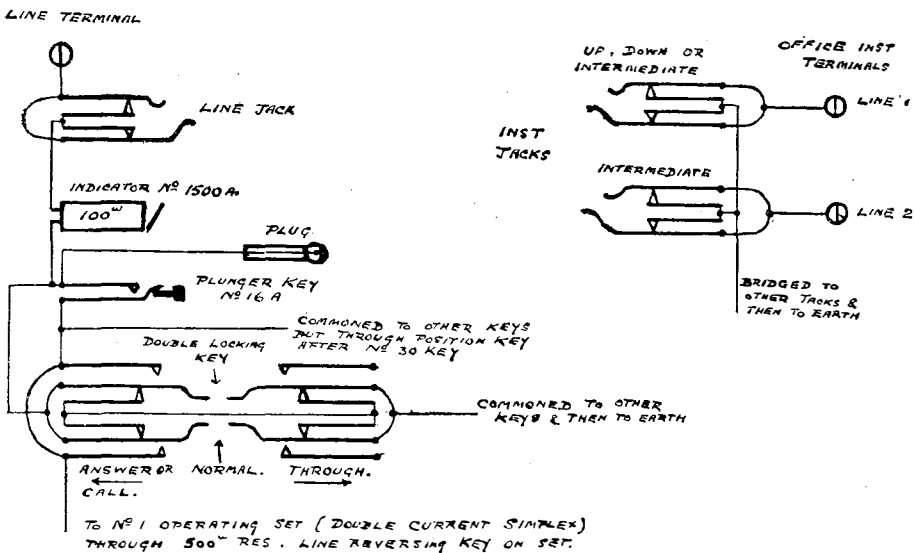 LINE TERMINAL
LINE JACK
INDICATOR Nº 1500A.
100ω
PLUG.
PLUNGER KEY
Nº 16 A
COMMONED TO OTHER KEYS
BUT THROUGH POSITION KEY
AFTER Nº 30 KEY
DOUBLE LOCKING
KEY
COMMONED TO OTHER
KEYS & THEN TO EARTH
ANSWER OR
CALL.
NORMAL.
THROUGH.
TO Nº 1 OPERATING SET (DOUBLE CURRENT SIMPLEX)
THROUGH 500ω RES. LINE REVERSING KEY ON SET.
UP, DOWN OR
INTERMEDIATE
OFFICE INST
TERMINALS
LINE 1
INST
JACKS
INTERMEDIATE
LINE 2
BRIDGED TO
OTHER JACKS &
THEN TO EARTH